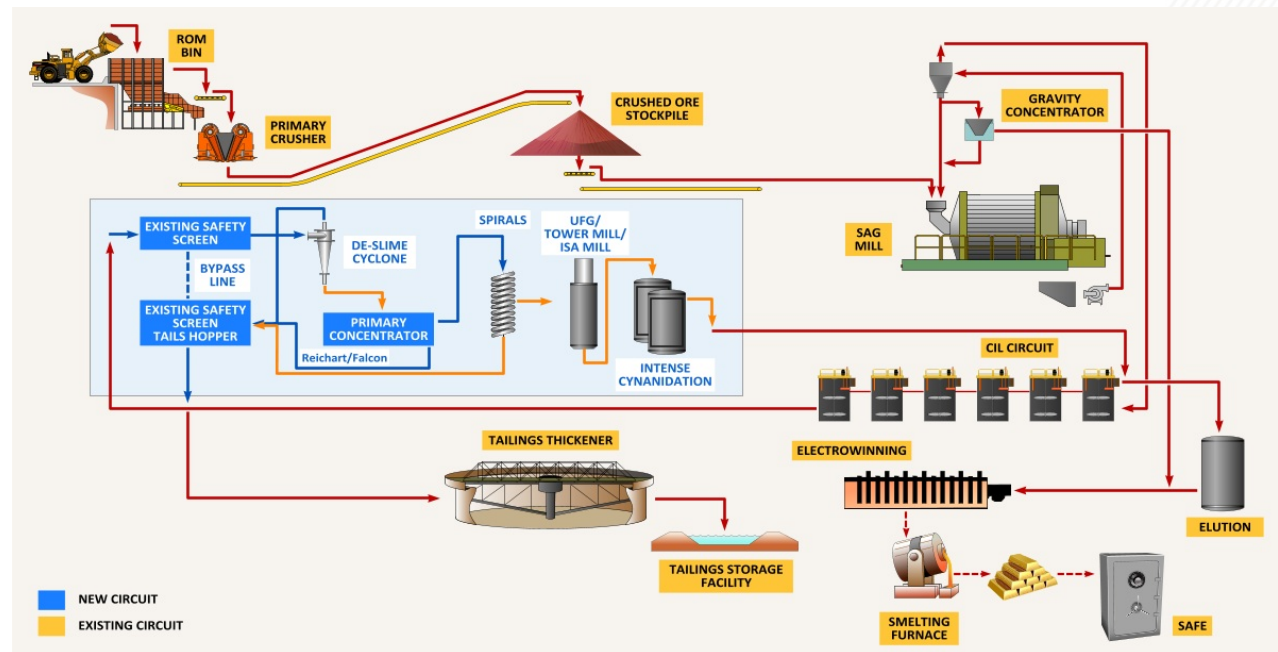 ROM
BIN
PRIMARY
CRUSHER
CRUSHED ORE
STOCKPILE
GRAVITY
CONCENTRATOR
SAG
MILL
EXISTING SAFETY
SCREEN
BYPASS
LINE
EXISTING SAFETY
SCREEN
TAILS HOPPER
DE-SLIME
CYCLONE
PRIMARY
CONCENTRATOR
Reichart/Falcon
SPIRALS
UFG/
TOWER MILL/
ISA MILL
INTENSE
CYNANIDATION
CIL CIRCUIT
TAILINGS THICKENER
TAILINGS STORAGE
FACILITY
ELECTROWINNING
ELUTION
SMELTING
FURNACE
SAFE
NEW CIRCUIT
EXISTING CIRCUIT